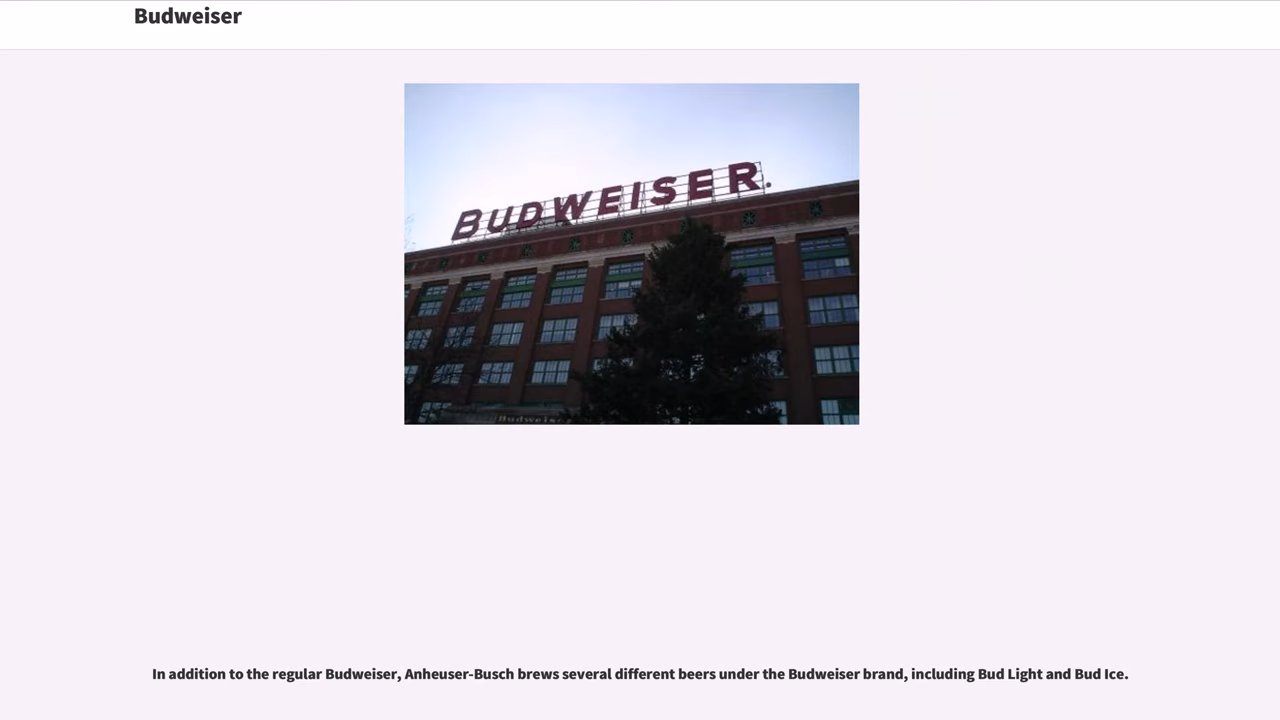 Budweiser
BUDWEISER.
Budweiser
In addition to the regular Budweiser, Anheuser-Busch brews several different beers under the Budweiser brand, including Bud Light and Bud Ice.